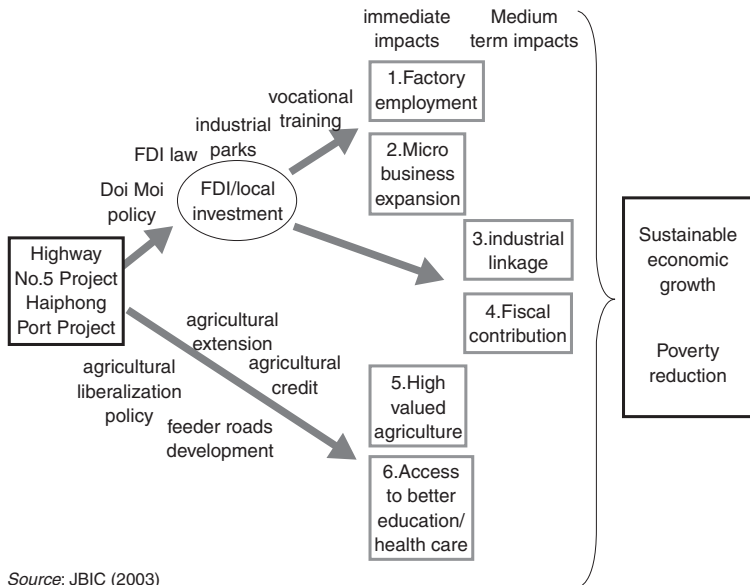 immediate
impacts
Medium
term impacts
1.Factory
employment
vocational
training
industrial
parks
FDI law
2.Micro
business
expansion
Doi Moi
policy
FDI/local
investment
3.industrial
linkage
Highway
No.5 Project
Haiphong
Port Project
4.Fiscal
contribution
Sustainable
economic
growth
Poverty
reduction
agricultural
extension
agricultural
credit
agricultural
liberalization
policy
feeder roads
development
5.High
valued
agriculture
6.Access
to better
education/
health care
Source: JBIC (2003)